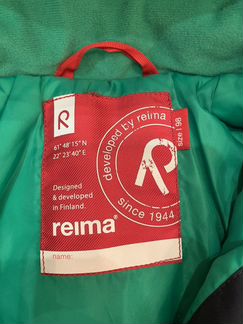 R
61° 48' 15" N
22° 23' 40" E
developed by reima
R
since 1944
size | 98
Designed
& developed
in Finland.
reima®
name: